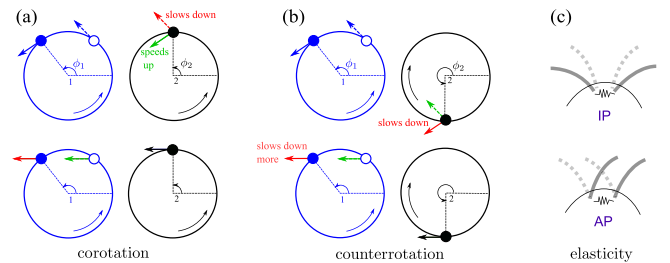 (a)
slows down
ϕ1
speeds
up
ϕ2
1
2
1
2
corotation
(b)
ϕ1
ϕ2
1
2
slows down
slows down
more
1
2
counterrotation
(c)
IP
AP
elasticity